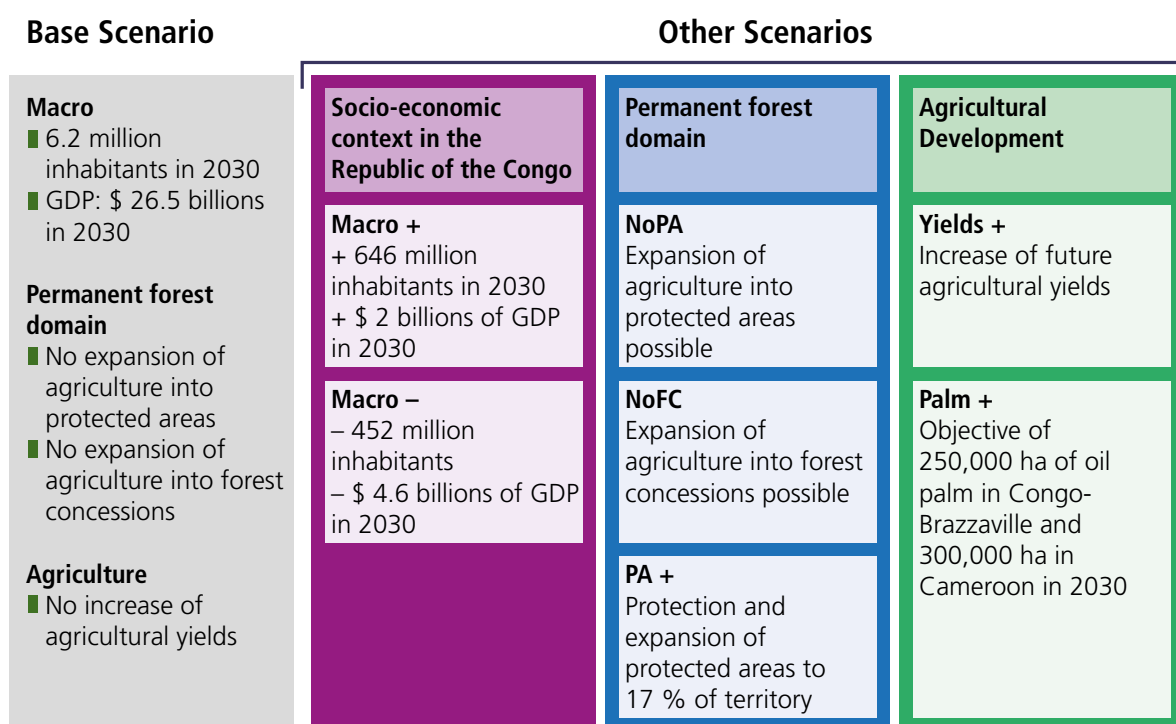 Base Scenario
Other Scenarios
Macro
6.2 million
inhabitants in 2030
GDP: $ 26.5 billions
in 2030
Permanent forest
domain
No expansion of
agriculture into
protected areas
No expansion of
agriculture into forest
concessions
Agriculture
No increase of
agricultural yields
Socio-economic
context in the
Republic of the Congo
Macro +
+ 646 million
inhabitants in 2030
+ $ 2 billions of GDP
in 2030
Macro –
– 452 million
inhabitants
– $ 4.6 billions of GDP
in 2030
Permanent forest
domain
NoPA
Expansion of
agriculture into
protected areas
possible
NoFC
Expansion of
agriculture into forest
concessions possible
PA +
Protection and
expansion of
protected areas to
17 % of territory
Agricultural
Development
Yields +
Increase of future
agricultural yields
Palm +
Objective of
250,000 ha of oil
palm in Congo-
Brazzaville and
300,000 ha in
Cameroon in 2030